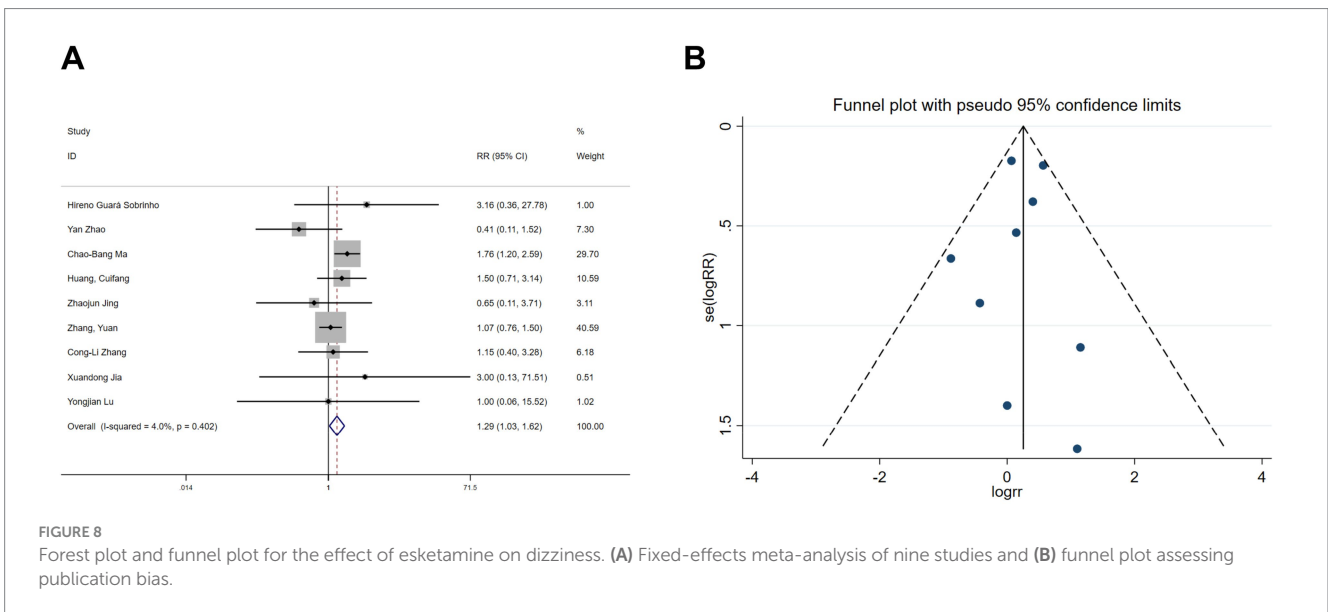 A
Study %
ID RR (95% CI) Weight
Hireno Guará Sobrinho 3.16 (0.36, 27.78) 1.00
Yan Zhao 0.41 (0.11, 1.52) 7.30
Chao-Bang Ma 1.76 (1.20, 2.59) 29.70
Huang, Cuifang 1.50 (0.71, 3.14) 10.59
Zhaojun Jing 0.65 (0.11, 3.71) 3.11
Zhang, Yuan 1.07 (0.76, 1.50) 40.59
Cong-Li Zhang 1.15 (0.40, 3.28) 6.18
Xuandong Jia 3.00 (0.13, 71.51) 0.51
Yongjian Lu 1.00 (0.06, 15.52) 1.02
Overall (I-squared = 4.0%, p = 0.402) 1.29 (1.03, 1.62) 100.00
.014 1 71.5
B
Funnel plot with pseudo 95% confidence limits
se(logRR)
0
.5
1
1.5
-4 -2 0 2 4
logrr
FIGURE 8
Forest plot and funnel plot for the effect of esketamine on dizziness. (A) Fixed-effects meta-analysis of nine studies and (B) funnel plot assessing
publication bias.